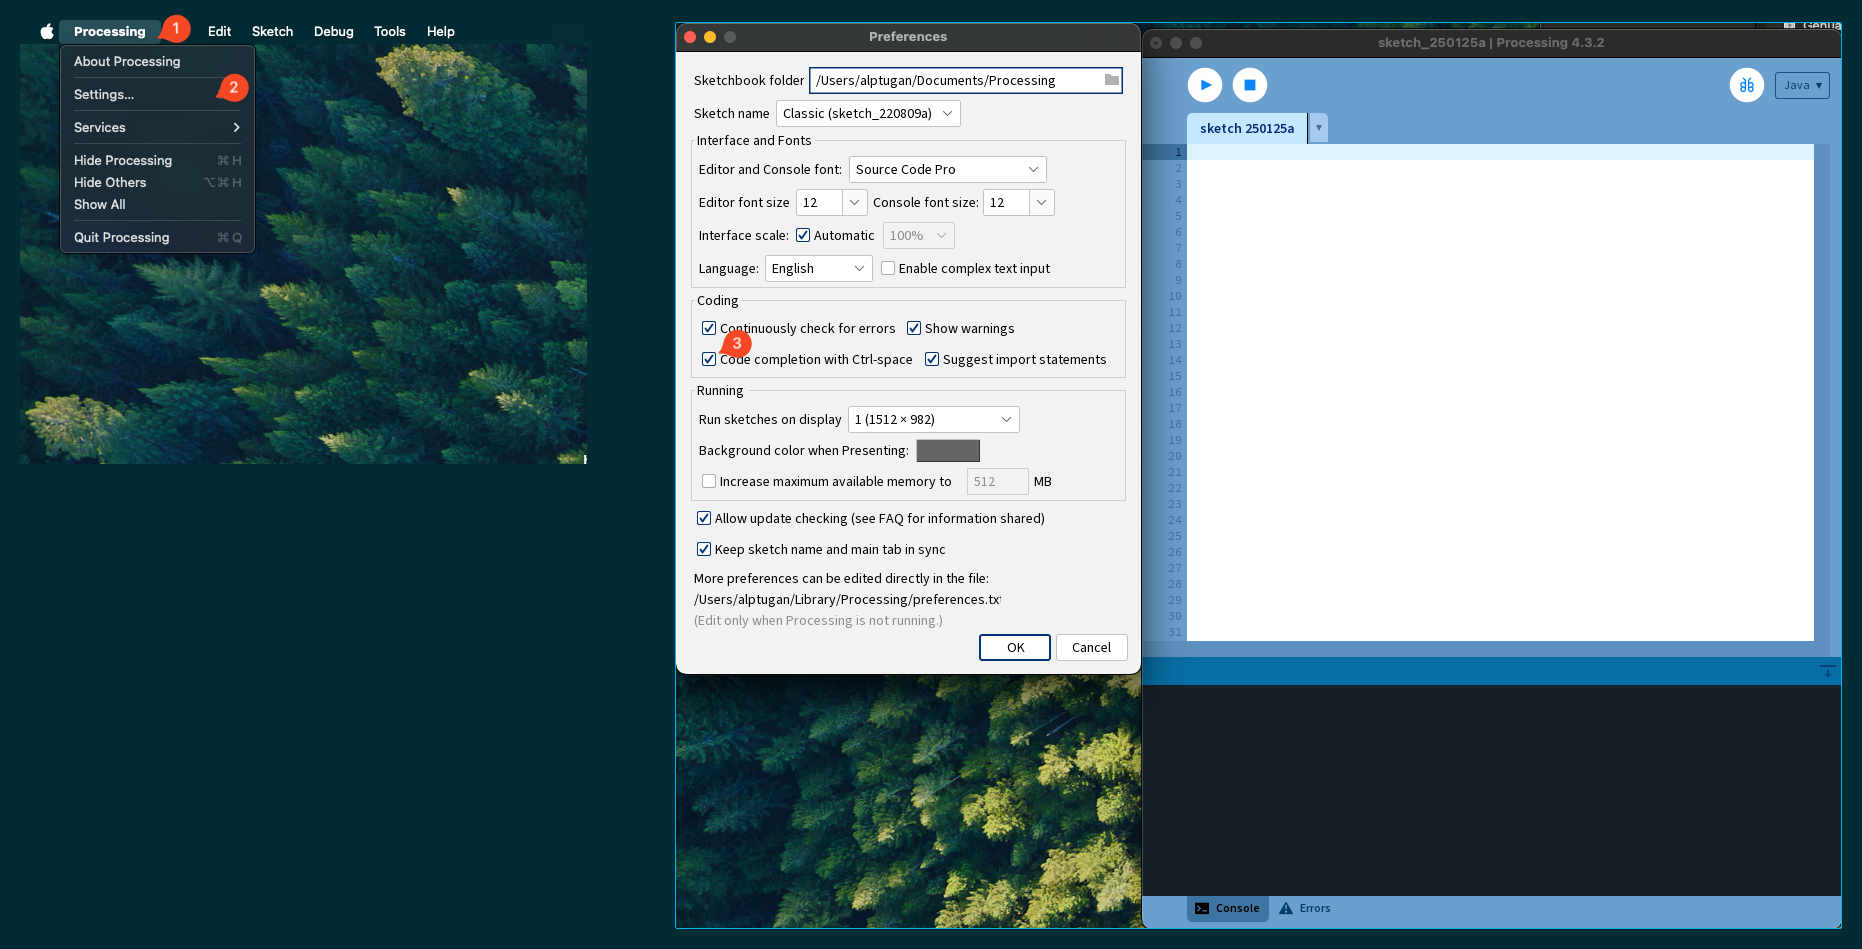 Processing 1 Edit Sketch Debug Tools Help
About Processing
Settings... 2
Services
Hide Processing ⌘ H
Hide Others ⌥⌘ H
Show All
Quit Processing ⌘ Q
Preferences
Sketchbook folder /Users/alptugan/Documents/Processing
Sketch name Classic (sketch_220809a)
Interface and Fonts
Editor and Console font: Source Code Pro
Editor font size 12 Console font size: 12
Interface scale: Automatic 100%
Language: English Enable complex text input
Coding
Continuously check for errors Show warnings
3
Code completion with Ctrl-space Suggest import statements
Running
Run sketches on display 1 (1512 × 982)
Background color when Presenting:
Increase maximum available memory to 512 MB
Allow update checking (see FAQ for information shared)
Keep sketch name and main tab in sync
More preferences can be edited directly in the file:
/Users/alptugan/Library/Processing/preferences.txt
(Edit only when Processing is not running.)
OK Cancel
sketch_250125a | Processing 4.3.2
Java
sketch 250125a
1
2
3
4
5
6
7
8
9
10
11
12
13
14
15
16
17
18
19
20
21
22
23
24
25
26
27
28
29
30
31
Console Errors